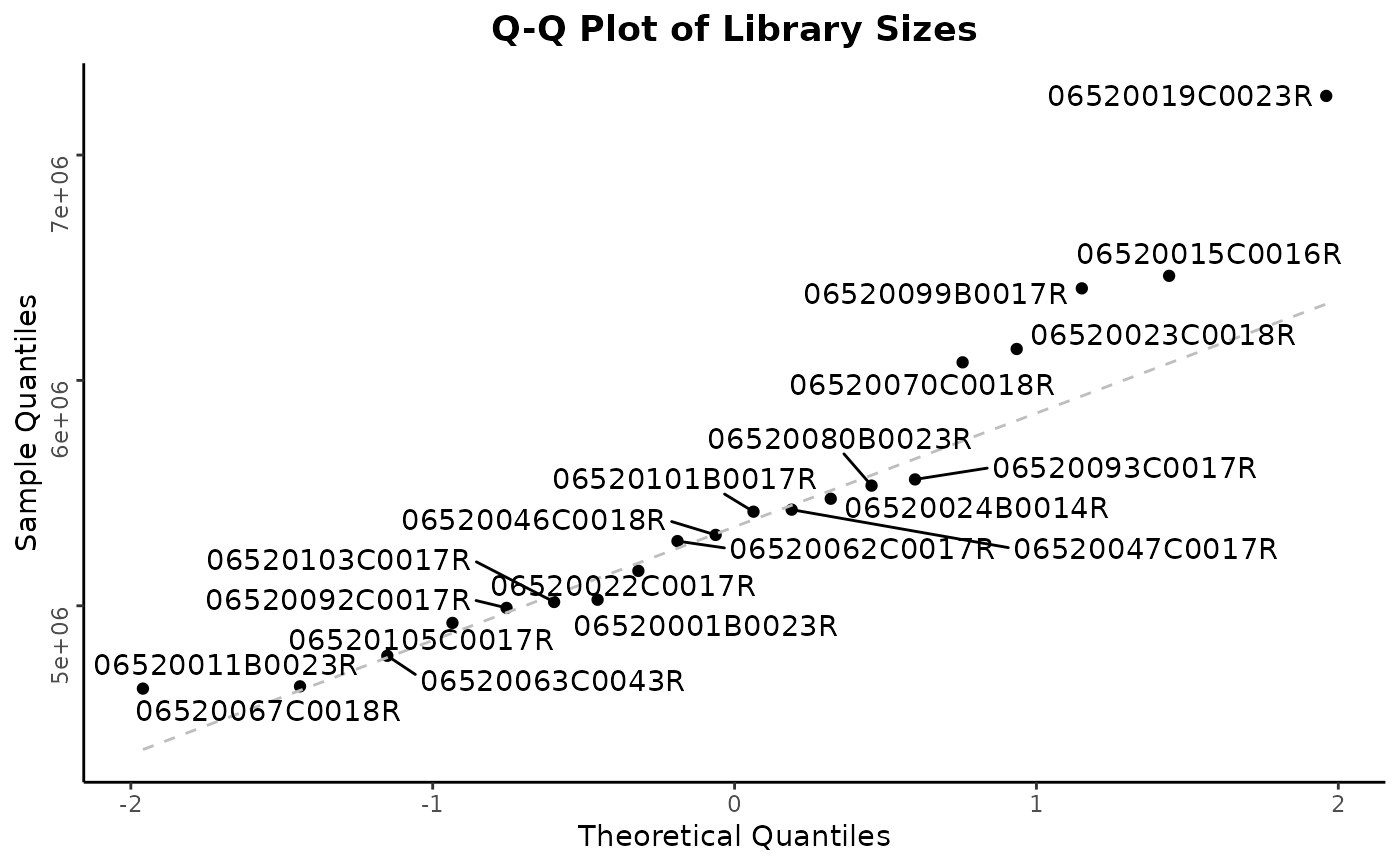 Q-Q Plot of Library Sizes
06520019C0023R
7e+06
06520015C0016R
06520099B0017R
06520023C0018R
06520070C0018R
6e+06
06520080B0023R
06520093C0017R
06520101B0017R
06520024B0014R
06520046C0018R
06520062C0017R
06520047C0017R
06520103C0017R
06520022C0017R
06520092C0017R
06520001B0023R
5e+06
06520105C0017R
06520011B0023R
06520063C0043R
06520067C0018R
Sample Quantiles
-2
-1
0
1
2
Theoretical Quantiles